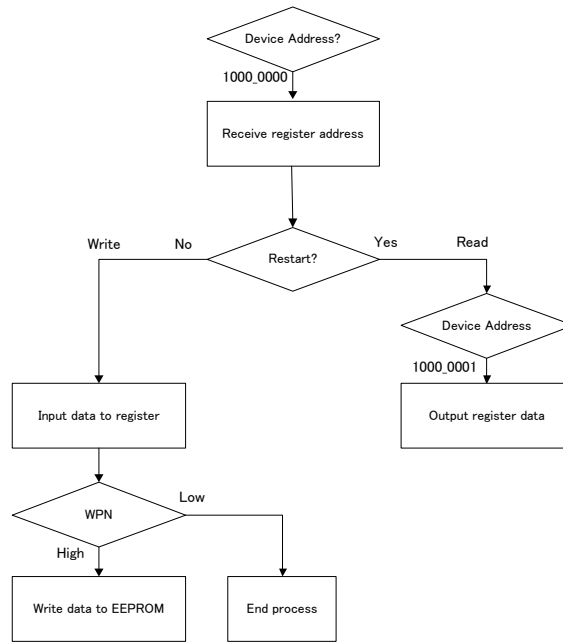 Device Address?
1000_0000
Receive register address
Write
No
Restart?
Yes
Read
Device Address
1000_0001
Input data to register
Output register data
WPN
Low
High
Write data to EEPROM
End process